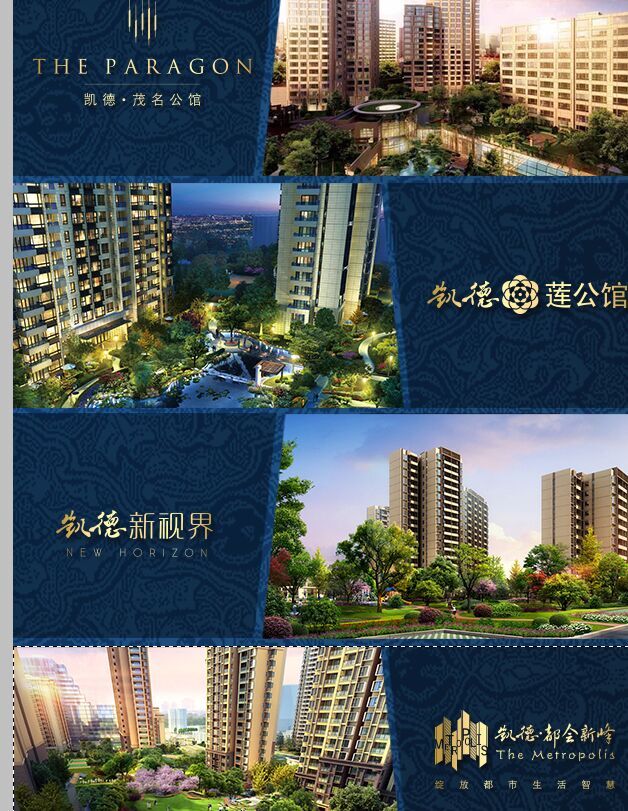 THE PARAGON
凯德·茂名公馆
凯德 莲公馆
凯德新视界
NEW HORIZON
METROPOLIS
凯德·都会新峰
The Metropolis
绽放都市生活智慧